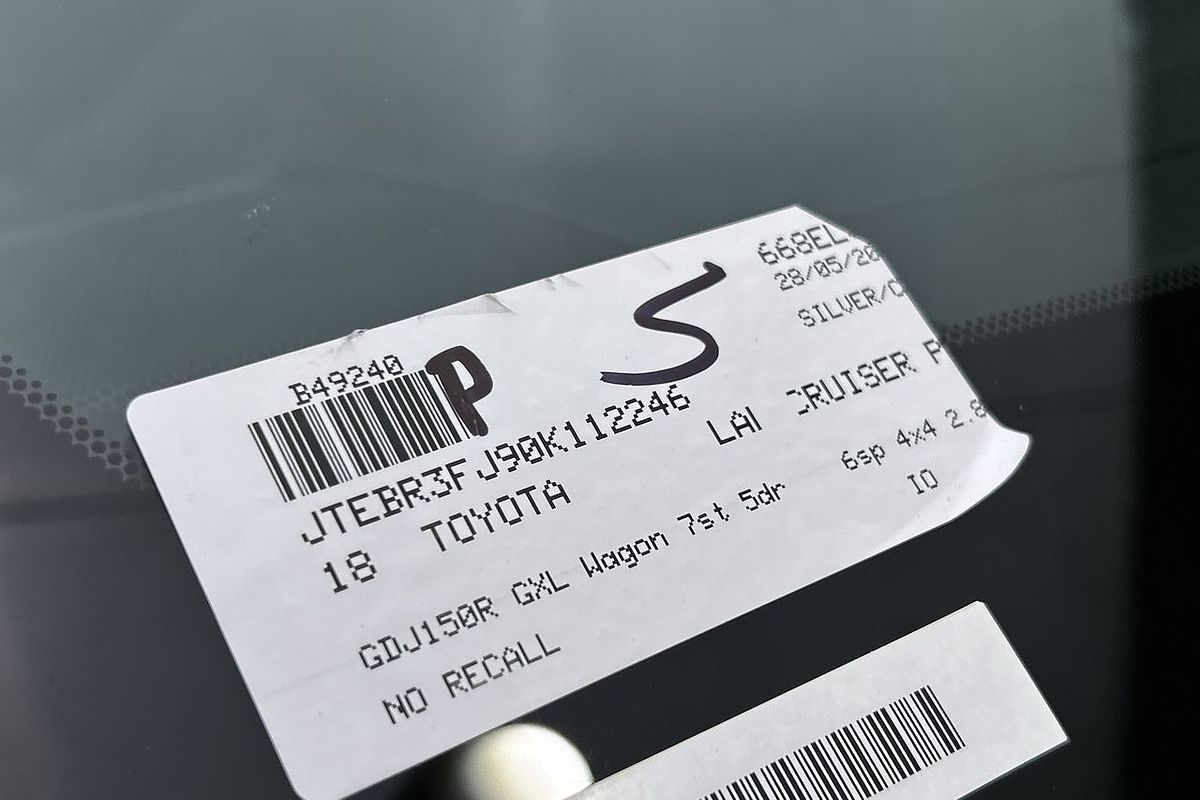 B49240
P
S
668EL
28/05/20
SILVER/C
JTEBR3FJ90K112246
18 TOYOTA LAI CRUISER P
GDJ150R GXL Wagon 7st 5dr 6sp 4x4 2.8
NO RECALL IO